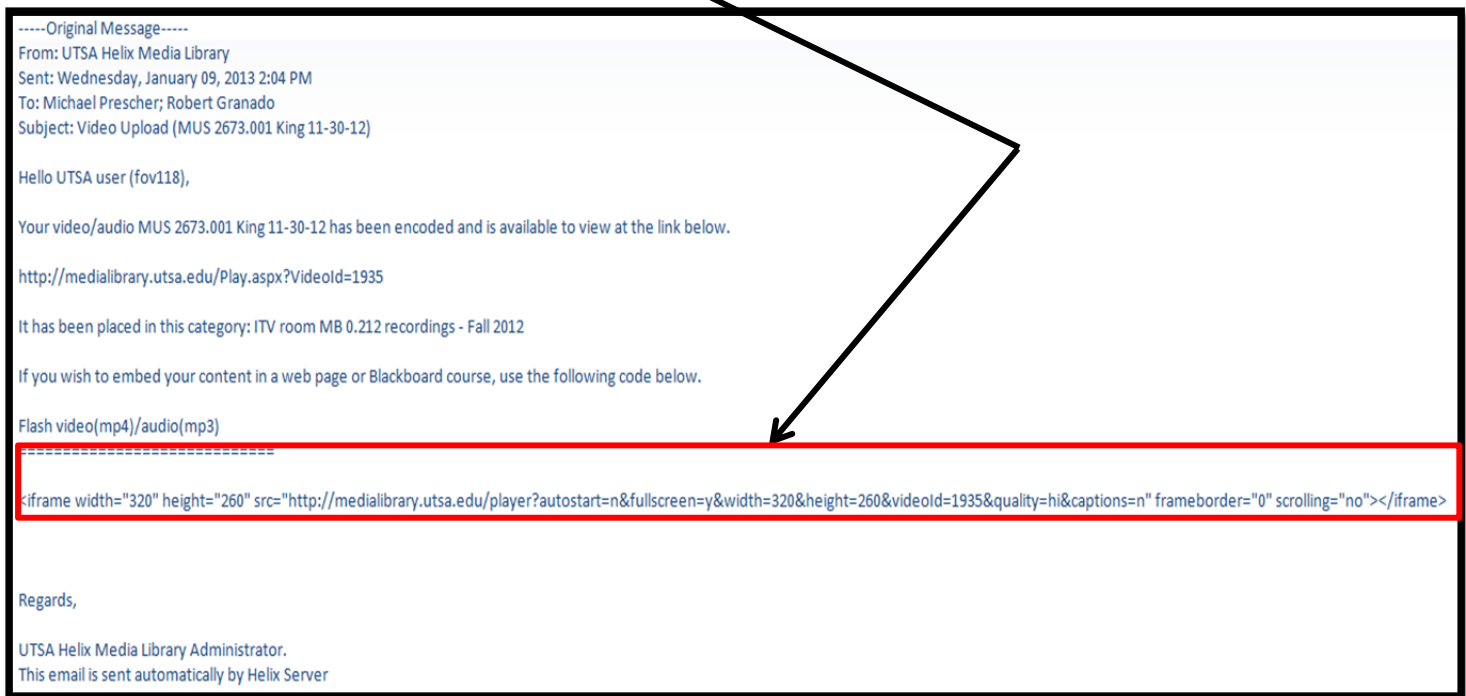 -----Original Message-----
From: UTSA Helix Media Library
Sent: Wednesday, January 09, 2013 2:04 PM
To: Michael Prescher; Robert Granado
Subject: Video Upload (MUS 2673.001 King 11-30-12)
Hello UTSA user (fov118),
Your video/audio MUS 2673.001 King 11-30-12 has been encoded and is available to view at the link below.
http://medialibrary.utsa.edu/Play.aspx?VideoId=1935
It has been placed in this category: ITV room MB 0.212 recordings - Fall 2012
If you wish to embed your content in a web page or Blackboard course, use the following code below.
Flash video(mp4)/audio(mp3)
=============================
<iframe width="320" height="260" src="http://medialibrary.utsa.edu/player?autostart=n&fullscreen=y&width=320&height=260&videoId=1935&quality=hi&captions=n" frameborder="0" scrolling="no"></iframe>
Regards,
UTSA Helix Media Library Administrator.
This email is sent automatically by Helix Server